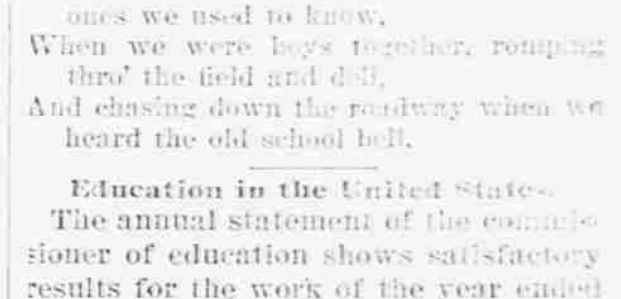 ones we used to know,
When we were boys together, romping
thro' the field and dell,
And chasing down the roadway when we
heard the old school bell.
Education in the United States.
The annual statement of the commis-
sioner of education shows satisfactory
results for the work of the year ended